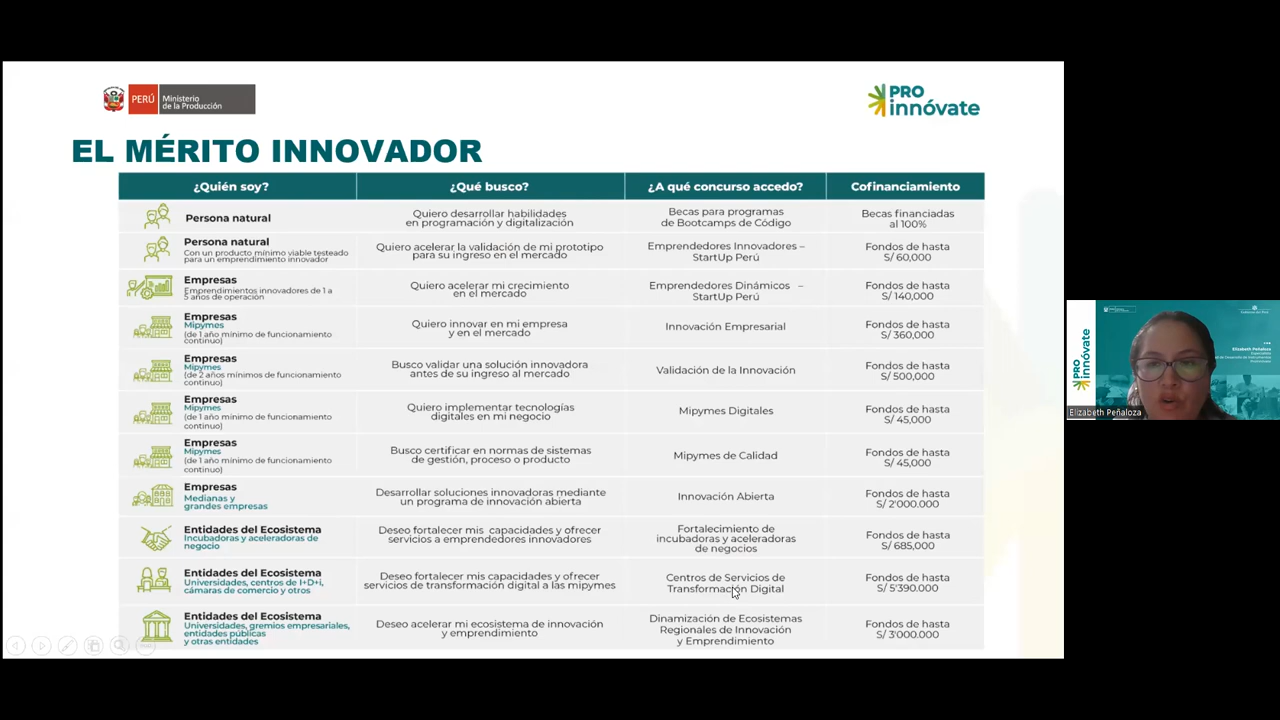 PERÚ
Ministerio
de la Producción
PRO
innóvate
EL MÉRITO INNOVADOR
¿Quién soy?
¿Qué busco?
¿A qué concurso accedo?
Cofinanciamiento
Persona natural
Quiero desarrollar habilidades
en programación y digitalización
Becas para programas
de Bootcamps de Código
Becas financiadas
al 100%
Persona natural
Con un producto mínimo viable testeado
para un emprendimiento innovador
Quiero acelerar la validación de mi prototipo
para su ingreso en el mercado
Emprendedores Innovadores –
StartUp Perú
Fondos de hasta
S/ 60,000
Empresas
Emprendimientos innovadores de 1 a
5 años de operación
Quiero acelerar mi crecimiento
en el mercado
Emprendedores Dinámicos –
StartUp Perú
Fondos de hasta
S/ 140,000
Empresas
Mipymes
(de 1 año mínimo de funcionamiento
continuo)
Quiero innovar en mi empresa
y en el mercado
Innovación Empresarial
Fondos de hasta
S/ 360,000
Empresas
Mipymes
(de 2 años mínimos de funcionamiento
continuo)
Busco validar una solución innovadora
antes de su ingreso al mercado
Validación de la Innovación
Fondos de hasta
S/ 500,000
Empresas
Mipymes
(de 1 año mínimo de funcionamiento
continuo)
Quiero implementar tecnologías
digitales en mi negocio
Mipymes Digitales
Fondos de hasta
S/ 45,000
Empresas
Mipymes
(de 1 año mínimo de funcionamiento
continuo)
Busco certificar en normas de sistemas
de gestión, proceso o producto
Mipymes de Calidad
Fondos de hasta
S/ 45,000
Empresas
Medianas y
grandes empresas
Desarrollar soluciones innovadoras mediante
un programa de innovación abierta
Innovación Abierta
Fondos de hasta
S/ 2'000.000
Entidades del Ecosistema
Incubadoras y aceleradoras de
negocio
Deseo fortalecer mis capacidades y ofrecer
servicios a emprendedores innovadores
Fortalecimiento de
incubadoras y aceleradoras
de negocios
Fondos de hasta
S/ 685,000
Entidades del Ecosistema
Universidades, centros de I+D+i,
cámaras de comercio y otros
Deseo fortalecer mis capacidades y ofrecer
servicios de transformación digital a las mipymes
Centros de Servicios de
Transformación Digital
Fondos de hasta
S/ 5'390.000
Entidades del Ecosistema
Universidades, gremios empresariales,
entidades públicas
y otras entidades
Deseo acelerar mi ecosistema de innovación
y emprendimiento
Dinamización de Ecosistemas
Regionales de Innovación
y Emprendimiento
Fondos de hasta
S/ 3'000.000
PRO
innóvate
Elizabeth Peñaloza
Especialista
Elizabeth Peñaloza